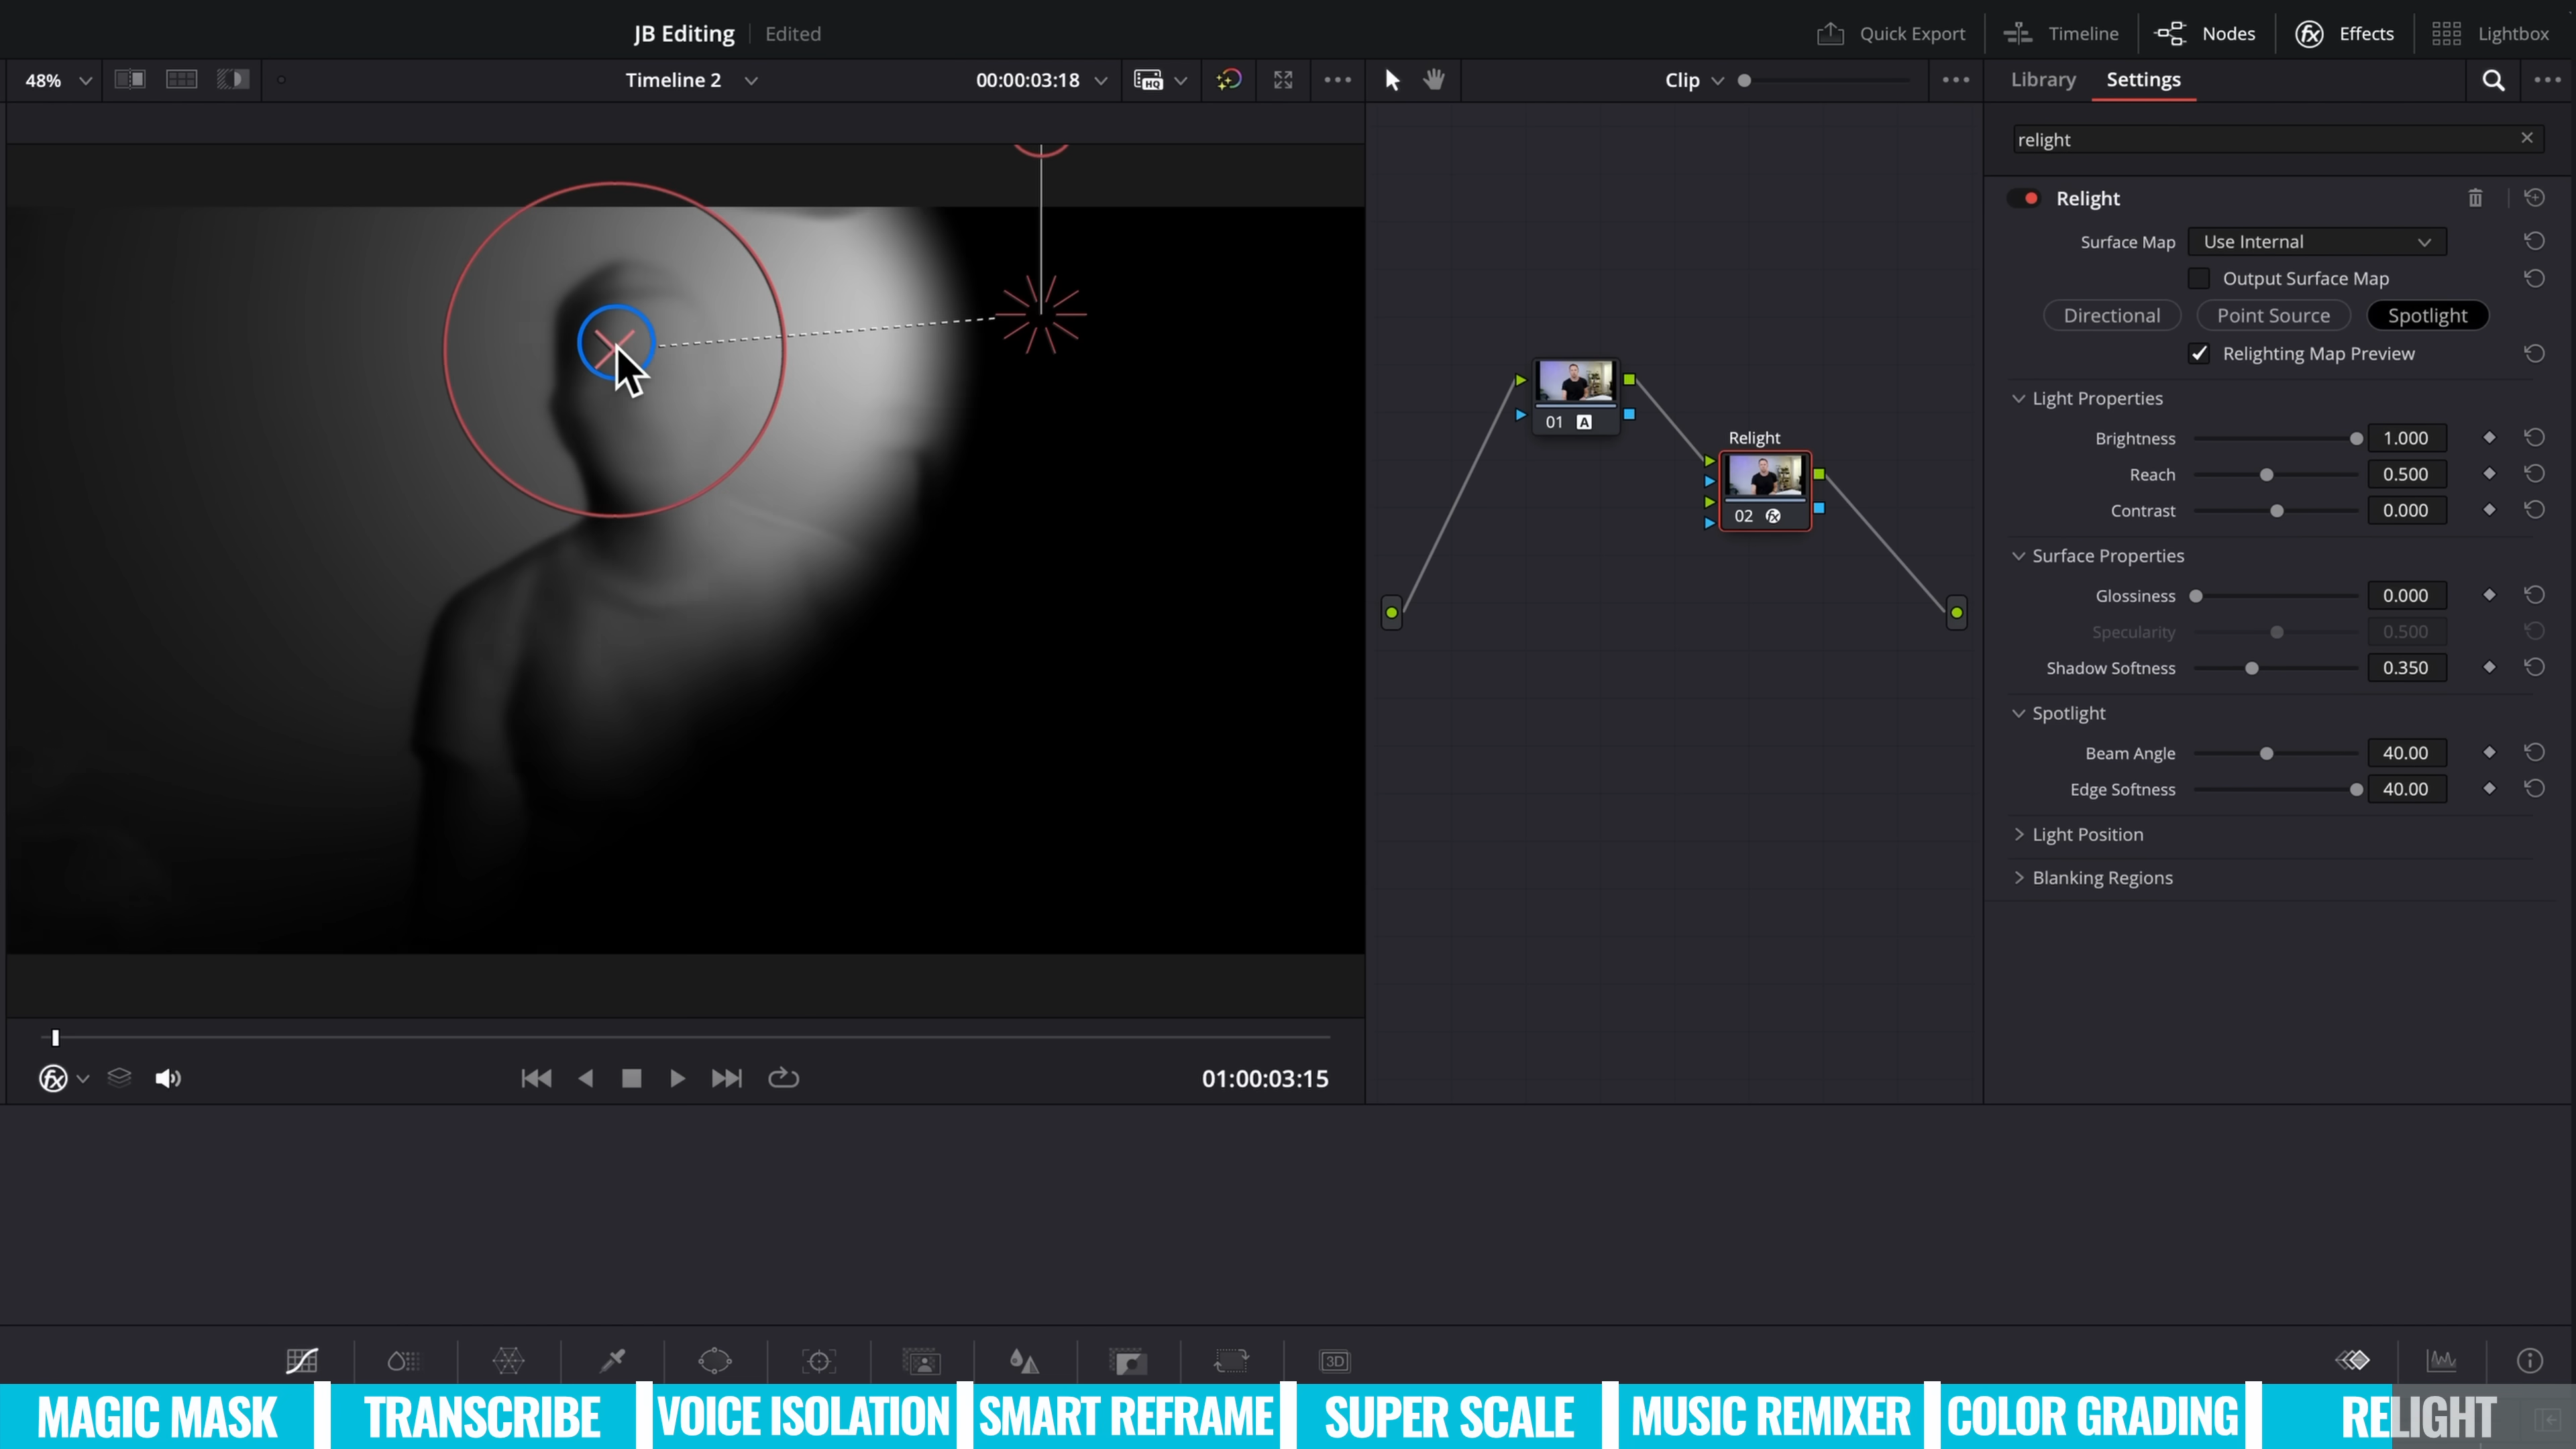 JB Editing Edited Quick Export Timeline Nodes Effects Lightbox
48% Timeline 2 00:00:03:18 HQ Clip Library Settings
relight
Relight
Surface Map Use Internal
Output Surface Map
Directional Point Source Spotlight
Relighting Map Preview
Light Properties
Brightness 1.000
Reach 0.500
Contrast 0.000
Surface Properties
Glossiness 0.000
Specularity 0.500
Shadow Softness 0.350
Spotlight
Beam Angle 40.00
Edge Softness 40.00
Light Position
Blanking Regions
01 A
Relight
02 fx
fx 01:00:03:15
3D
MAGIC MASK TRANSCRIBE VOICE ISOLATION SMART REFRAME SUPER SCALE MUSIC REMIXER COLOR GRADING RELIGHT